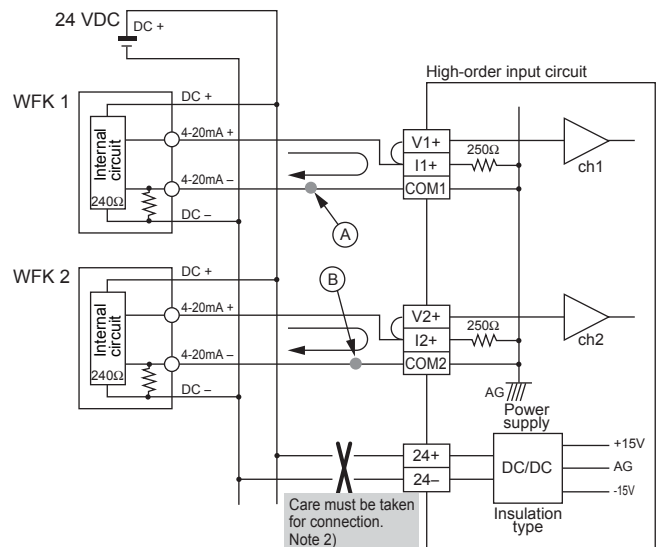 24 VDC
DC +
High-order input circuit
WFK 1
DC +
Internal circuit
240Ω
4-20mA +
4-20mA –
DC –
V1+
I1+
COM1
250Ω
ch1
A
WFK 2
DC +
Internal circuit
240Ω
4-20mA +
4-20mA –
DC –
B
V2+
I2+
COM2
250Ω
ch2
AG
Power
supply
24+
24–
DC/DC
+15V
AG
-15V
Insulation
type
Care must be taken
for connection.
Note 2)